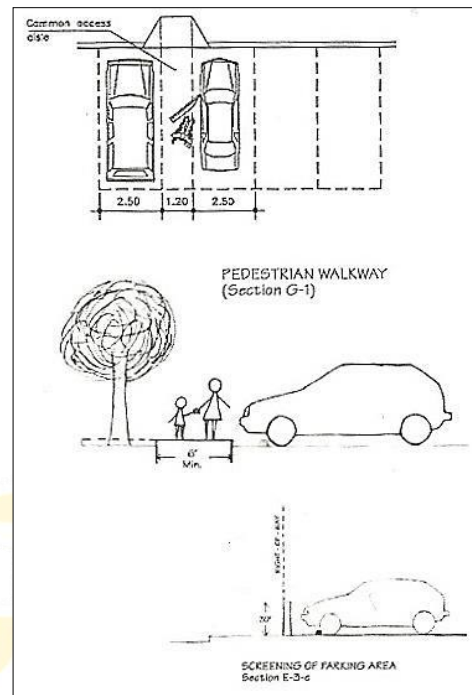 Common access
aisle
2.50 1.20 2.50
PEDESTRIAN WALKWAY
(Section G-1)
6'
Min.
RIGHT-OF-WAY
30"
SCREENING OF PARKING AREA
Section E-3-c